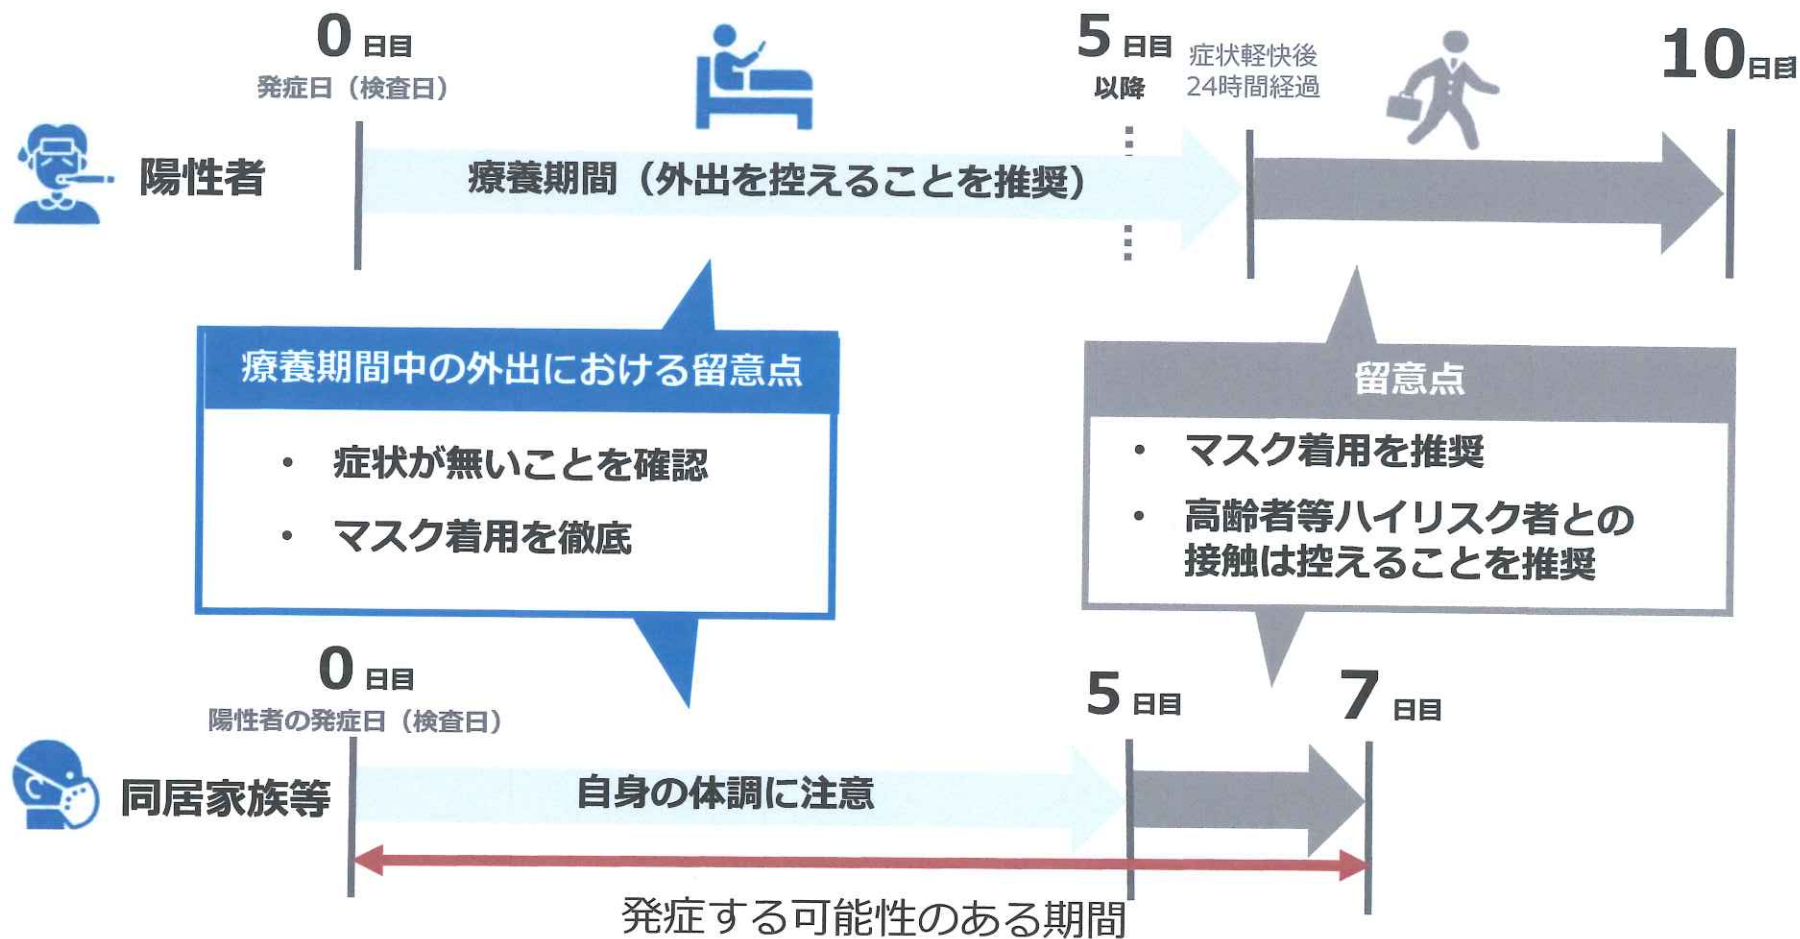 0日目
発症日（検査日）
5日目
以降
症状軽快後
24時間経過
10日目
陽性者
療養期間（外出を控えることを推奨）
療養期間中の外出における留意点
・ 症状が無いことを確認
・ マスク着用を徹底
留意点
・ マスク着用を推奨
・ 高齢者等ハイリスク者との
接触は控えることを推奨
0日目
陽性者の発症日（検査日）
5日目
7日目
同居家族等
自身の体調に注意
発症する可能性のある期間